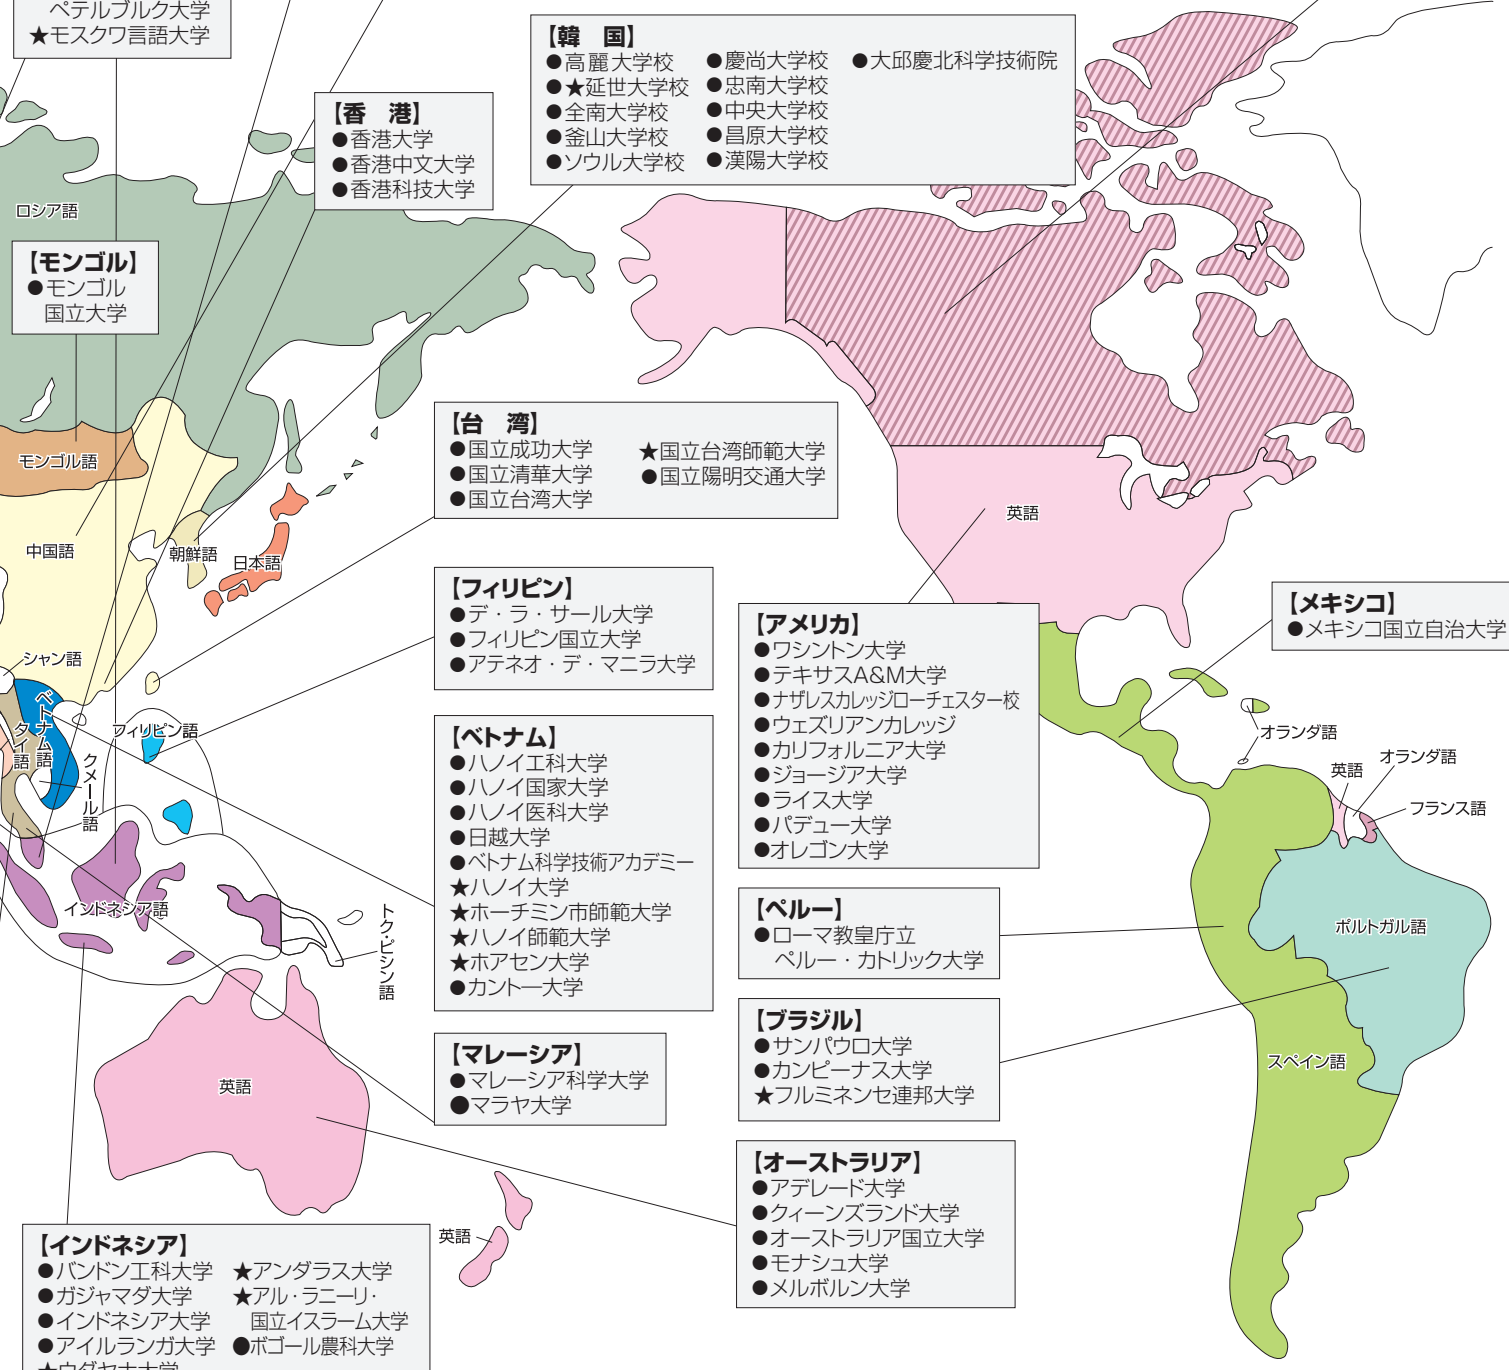 ペテルブルク大学
★モスクワ言語大学
【香　港】
●香港大学
●香港中文大学
●香港科技大学
【韓　国】
●高麗大学校
●★延世大学校
●全南大学校
●釜山大学校
●ソウル大学校
●慶尚大学校
●忠南大学校
●中央大学校
●昌原大学校
●漢陽大学校
●大邱慶北科学技術院
ロシア語
【モンゴル】
●モンゴル
国立大学
モンゴル語
中国語
朝鮮語
日本語
【台　湾】
●国立成功大学
●国立清華大学
●国立台湾大学
★国立台湾師範大学
●国立陽明交通大学
英語
【フィリピン】
●デ・ラ・サール大学
●フィリピン国立大学
●アテネオ・デ・マニラ大学
【アメリカ】
●ワシントン大学
●テキサスA&M大学
●ナザレスカレッジローチェスター校
●ウェズリアンカレッジ
●カリフォルニア大学
●ジョージア大学
●ライス大学
●パデュー大学
●オレゴン大学
【メキシコ】
●メキシコ国立自治大学
シャン語
ベトナム語
タイ語
クメール語
フィリピン語
【ベトナム】
●ハノイ工科大学
●ハノイ国家大学
●ハノイ医科大学
●日越大学
●ベトナム科学技術アカデミー
★ハノイ大学
★ホーチミン市師範大学
★ハノイ師範大学
★ホアセン大学
●カントー大学
オランダ語
英語
オランダ語
フランス語
インドネシア語
トク・ピシン語
【ペルー】
●ローマ教皇庁立
ペルー・カトリック大学
ポルトガル語
【ブラジル】
●サンパウロ大学
●カンピーナス大学
★フルミネンセ連邦大学
スペイン語
【マレーシア】
●マレーシア科学大学
●マラヤ大学
英語
【オーストラリア】
●アデレード大学
●クィーンズランド大学
●オーストラリア国立大学
●モナシュ大学
●メルボルン大学
英語
【インドネシア】
●バンドン工科大学
●ガジャマダ大学
●インドネシア大学
●アイルランガ大学
★アンダラス大学
★アル・ラニーリ・
国立イスラーム大学
●ボゴール農科大学